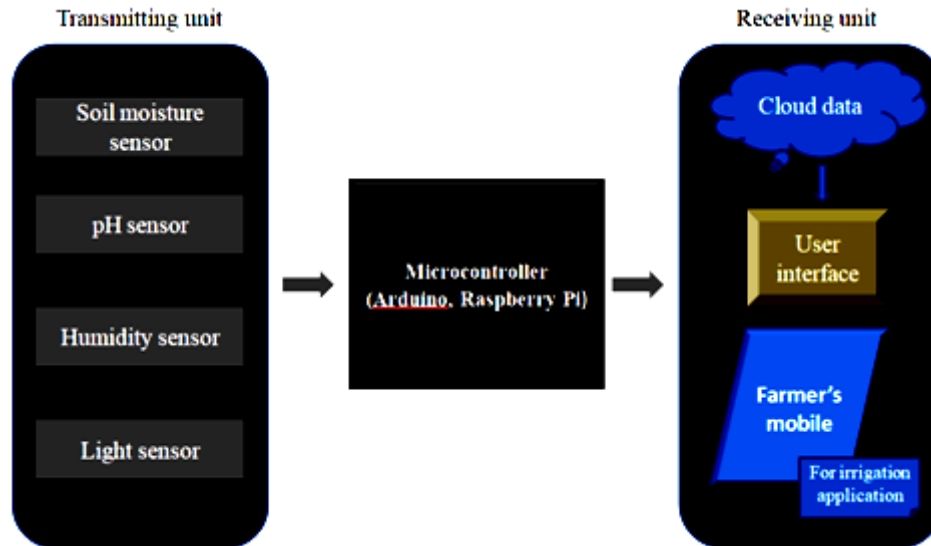 Transmitting unit
Receiving unit
Soil moisture
sensor
pH sensor
Humidity sensor
Light sensor
Microcontroller
(Arduino, Raspberry Pi)
Cloud data
User
interface
Farmer's
mobile
For irrigation
application